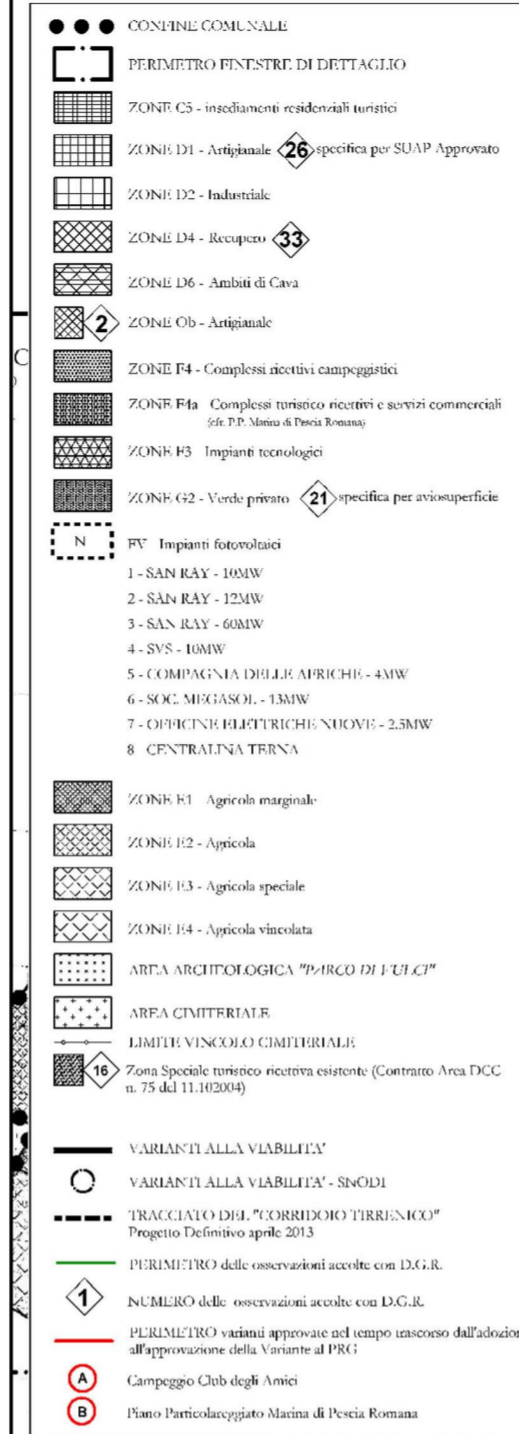 CONFINE COMUNALE
PERIMETRO FINESTRE DI DETTAGLIO
ZONE C5 - insediamenti residenziali turistici
ZONE D1 - Artigianale 26 specifica per SUAP Approvato
ZONE D2 - Industriale
ZONE D4 - Recupero 33
ZONE D6 - Ambiti di Cava
2 ZONE Ob - Artigianale
ZONE F4 - Complessi ricettivi campeggistici
ZONE F4a Complessi turistico ricettivi e servizi commerciali
(cfr. P.P. Marina di Pescia Romana)
ZONE F3 Impianti tecnologici
ZONE G2 - Verde privato 21 specifica per aviosuperficie
N FV Impianti fotovoltaici
1 - SAN RAY - 10MW
2 - SAN RAY - 12MW
3 - SAN RAY - 60MW
4 - SVS - 10MW
5 - COMPAGNIA DELLE AFRICHE - 4MW
6 - SOC. MEGASOL - 13MW
7 - OFFICINE ELETTRICHE NUOVE - 2.5MW
8 CENTRALINA TERNA
ZONE E1 Agricola marginale
ZONE E2 - Agricola
ZONE E3 - Agricola speciale
ZONE E4 - Agricola vincolata
AREA ARCHEOLOGICA "PARCO DI VULCI"
AREA CIMITERIALE
LIMITE VINCOLO CIMITERIALE
16 Zona Speciale turistico ricettiva esistente (Contratto Area DCC
n. 75 del 11.102004)
VARIANTI ALLA VIABILITA'
VARIANTI ALLA VIABILITA' - SNODI
TRACCIATO DEL "CORRIDOIO TIRRENICO"
Progetto Definitivo aprile 2013
PERIMETRO delle osservazioni accolte con D.G.R.
1 NUMERO delle osservazioni accolte con D.G.R.
PERIMETRO varianti approvate nel tempo trascorso dall'adozion
all'approvazione della Variante al PRG
A Campeggio Club degli Amici
B Piano Particolareggiato Marina di Pescia Romana